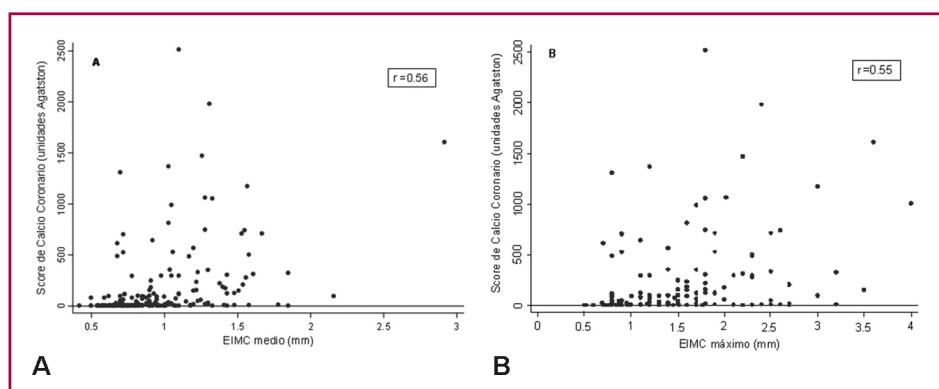 A
r=0.56
Score de Calcio Coronario (unidades Agatston)
2500
2000
1500
1000
500
0
0.5
1
1.5
2
2.5
3
EIMC medio (mm)
A
B
r=0.55
Score de Calcio Coronario (unidades Agatston)
2500
2000
1500
1000
500
0
0
0.5
1
1.5
2
2.5
3
3.5
4
EIMC máximo (mm)
B